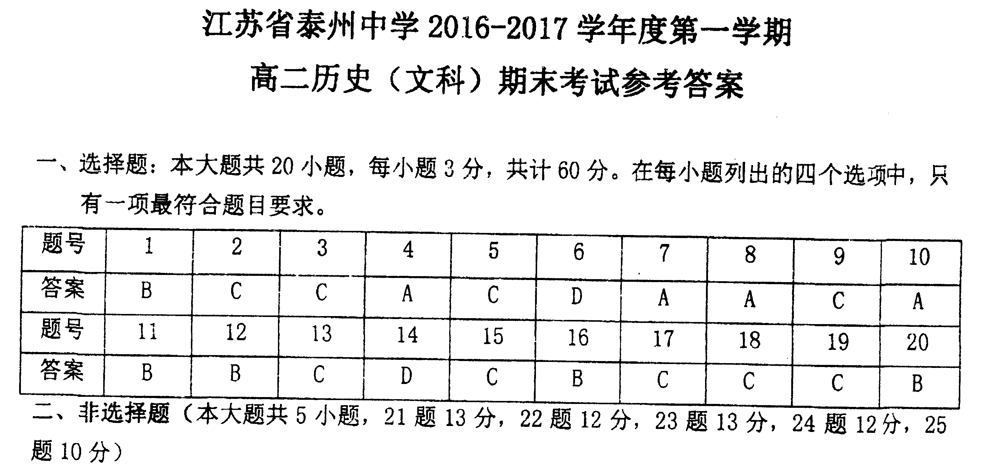 江苏省泰州中学 2016-2017 学年度第一学期
高二历史（文科）期末考试参考答案
一、选择题：本大题共 20 小题，每小题 3 分，共计 60 分。在每小题列出的四个选项中，只
有一项最符合题目要求。
题号 1 2 3 4 5 6 7 8 9 10
答案 B C C A C D A A C A
题号 11 12 13 14 15 16 17 18 19 20
答案 B B C D C B C C C B
二、非选择题（本大题共 5 小题，21 题 13 分，22 题 12 分，23 题 13 分，24 题 12 分，25
题 10 分）